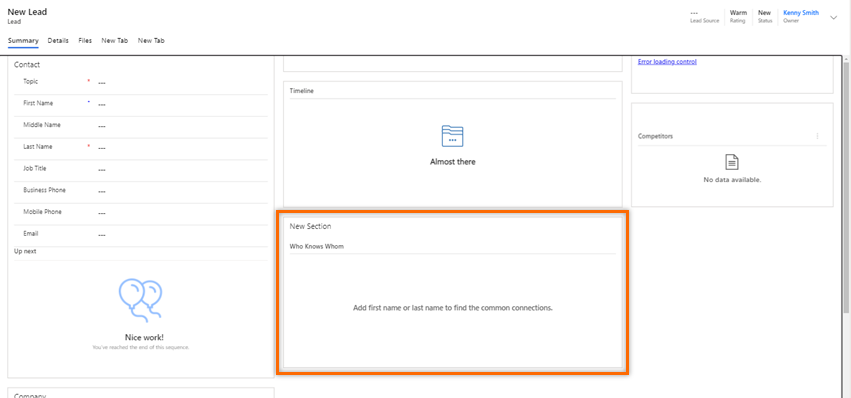 New Lead
Lead
---
Lead Source
Warm
Rating
New
Status
Kenny Smith
Owner
Summary Details Files New Tab New Tab
Contact
Topic * ---
First Name * ---
Middle Name ---
Last Name * ---
Job Title ---
Business Phone ---
Mobile Phone ---
Email ---
Up next
Nice work!
You've reached the end of this sequence.
Company
Timeline
Almost there
New Section
Who Knows Whom
Add first name or last name to find the common connections.
Error loading control
Competitors
No data available.